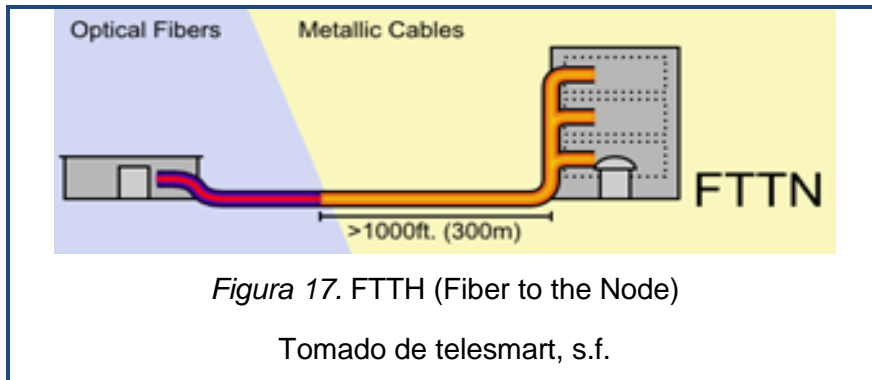 Optical Fibers Metallic Cables
FTTN
>1000ft. (300m)
Figura 17. FTTH (Fiber to the Node)
Tomado de telesmart, s.f.